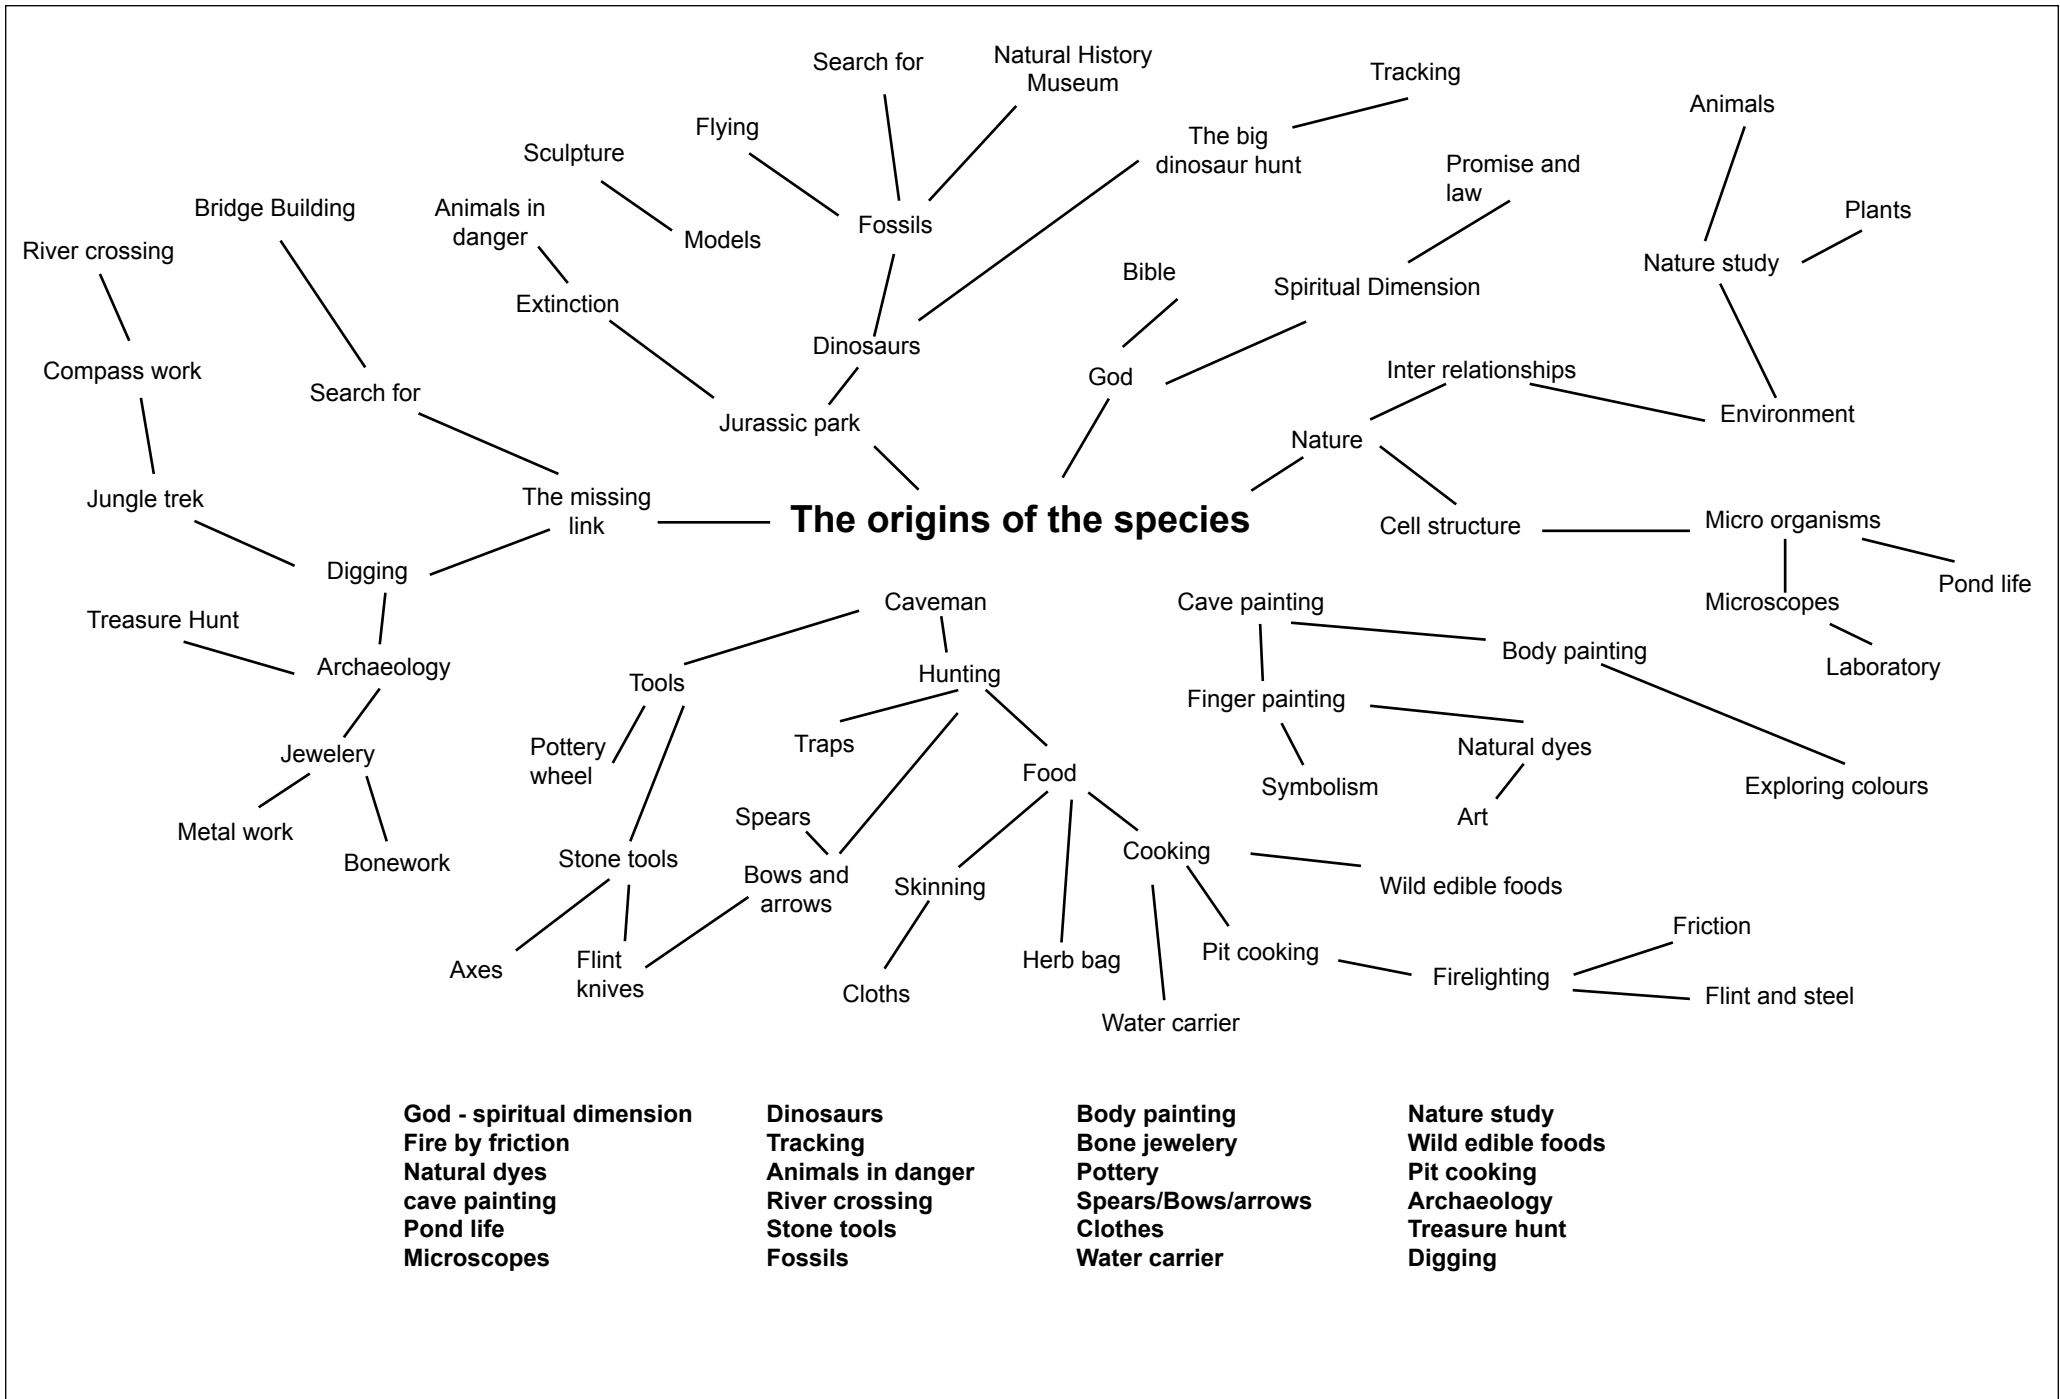 Search for
Natural History
Museum
Tracking
Animals
Flying
The big
dinosaur hunt
Sculpture
Promise and
law
Bridge Building
Animals in
danger
Plants
Fossils
Models
River crossing
Nature study
Bible
Spiritual Dimension
Extinction
Dinosaurs
Compass work
God
Inter relationships
Search for
Environment
Jurassic park
Nature
Jungle trek
The missing
link
The origins of the species
Cell structure
Micro organisms
Digging
Pond life
Caveman
Cave painting
Microscopes
Treasure Hunt
Body painting
Archaeology
Laboratory
Hunting
Tools
Finger painting
Traps
Pottery
wheel
Natural dyes
Jewelery
Food
Symbolism
Exploring colours
Spears
Art
Metal work
Cooking
Stone tools
Bonework
Bows and
arrows
Skinning
Wild edible foods
Friction
Pit cooking
Herb bag
Axes
Flint
knives
Firelighting
Cloths
Flint and steel
Water carrier
God - spiritual dimension
Fire by friction
Natural dyes
cave painting
Pond life
Microscopes
Dinosaurs
Tracking
Animals in danger
River crossing
Stone tools
Fossils
Body painting
Bone jewelery
Pottery
Spears/Bows/arrows
Clothes
Water carrier
Nature study
Wild edible foods
Pit cooking
Archaeology
Treasure hunt
Digging